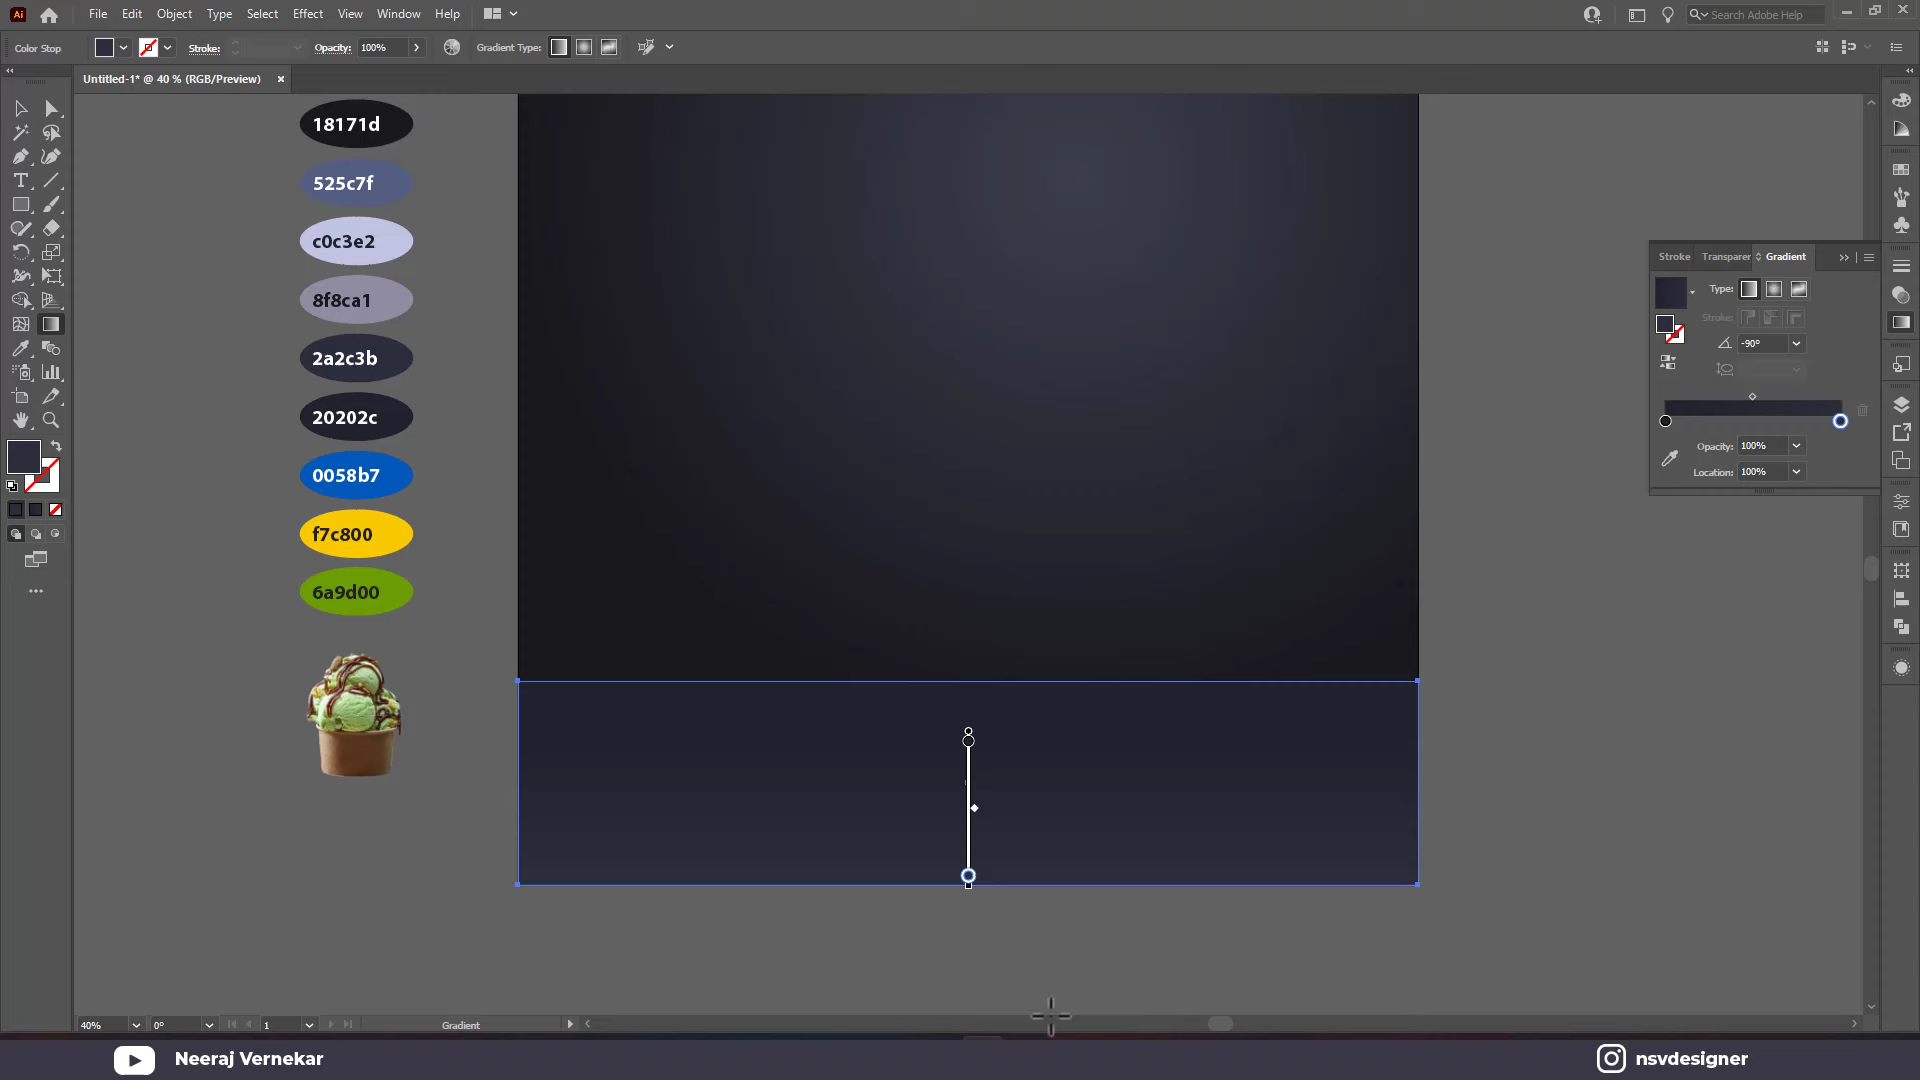 Ai File Edit Object Type Select Effect View Window Help Search Adobe Help
Color Stop Stroke: Opacity: 100% Gradient Type:
Untitled-1* @ 40 % (RGB/Preview) ×
18171d
525c7f
c0c3e2
8f8ca1
2a2c3b
20202c
0058b7
f7c800
6a9d00
Stroke Transparer Gradient
Type:
Stroke:
-90°
Opacity: 100%
Location: 100%
40% 0° 1 Gradient
Neeraj Vernekar nsvdesigner